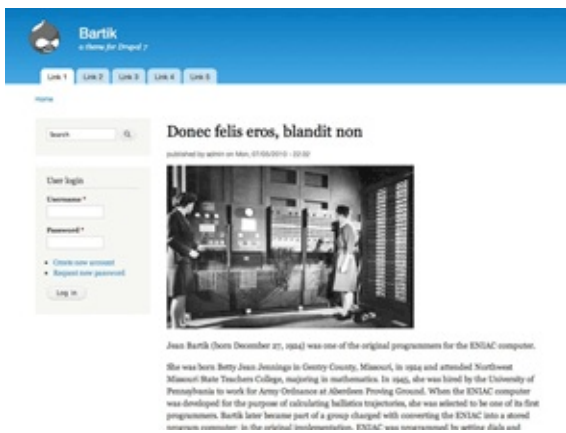 Bartik
a theme for Drupal 7
Link 1 Link 2 Link 3 Link 4 Link 5
Home
Search
User login
Username *
Password *
Create new account
Request new password
Log in
Donec felis eros, blandit non
published by admin on Mon, 07/05/2010 - 22:02
Jean Bartik (born December 27, 1924) was one of the original programmers for the ENIAC computer.
She was born Betty Jean Jennings in Gentry County, Missouri, in 1924 and attended Northwest
Missouri State Teachers College, majoring in mathematics. In 1945, she was hired by the University of
Pennsylvania to work for Army Ordnance at Aberdeen Proving Ground. When the ENIAC computer
was developed for the purpose of calculating ballistics trajectories, she was selected to be one of its first
programmers. Bartik later became part of a group charged with converting the ENIAC into a stored
program computer; in the original implementation, ENIAC was programmed by setting dials and